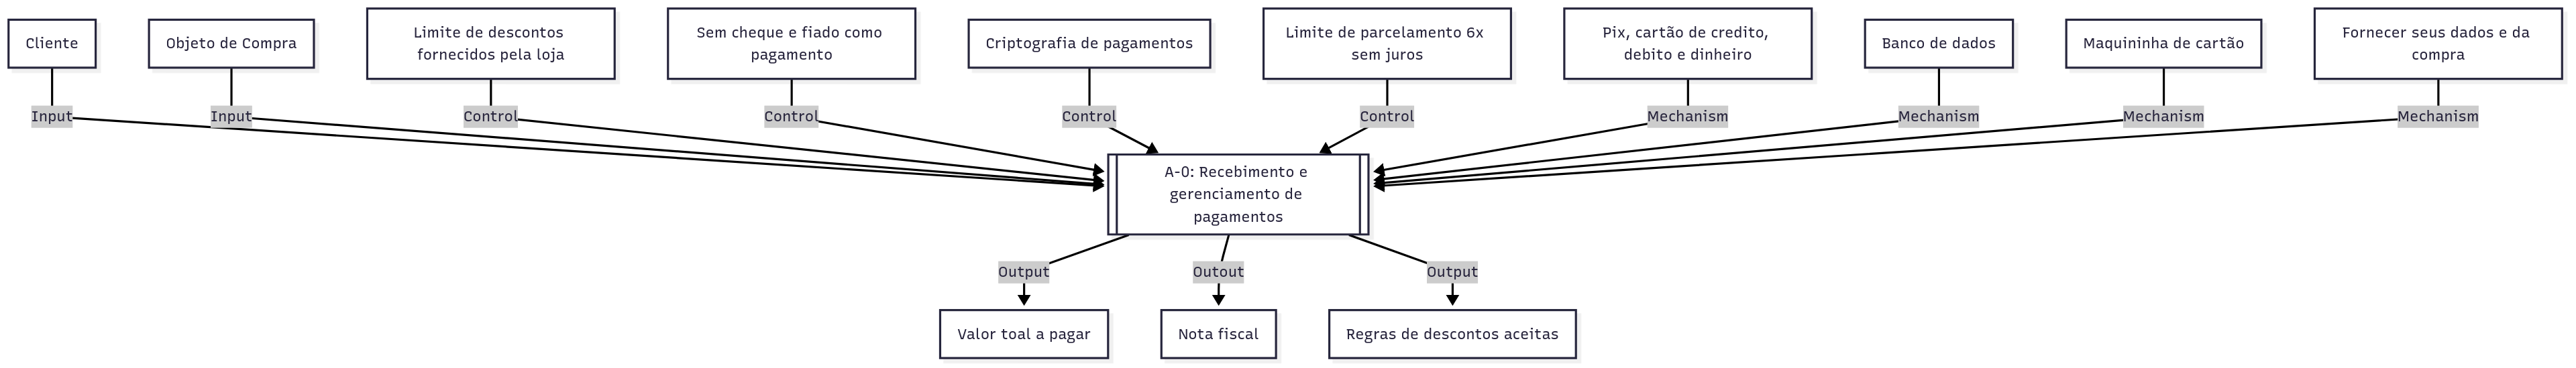 Cliente
Objeto de Compra
Limite de descontos
fornecidos pela loja
Sem cheque e fiado como
pagamento
Criptografia de pagamentos
Limite de parcelamento 6x
sem juros
Pix, cartão de credito,
debito e dinheiro
Banco de dados
Maquininha de cartão
Fornecer seus dados e da
compra
Input
Input
Control
Control
Control
Control
Mechanism
Mechanism
Mechanism
Mechanism
A-0: Recebimento e
gerenciamento de
pagamentos
Output
Outout
Output
Valor toal a pagar
Nota fiscal
Regras de descontos aceitas